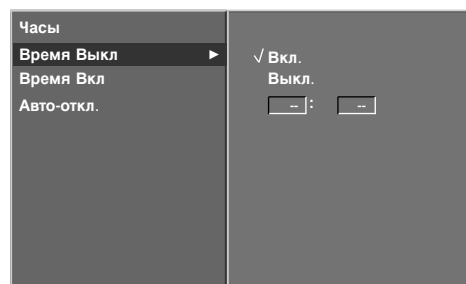 Часы
Время Выкл ►
Время Вкл
Авто-откл.
√ Вкл.
Выкл.
-- : --